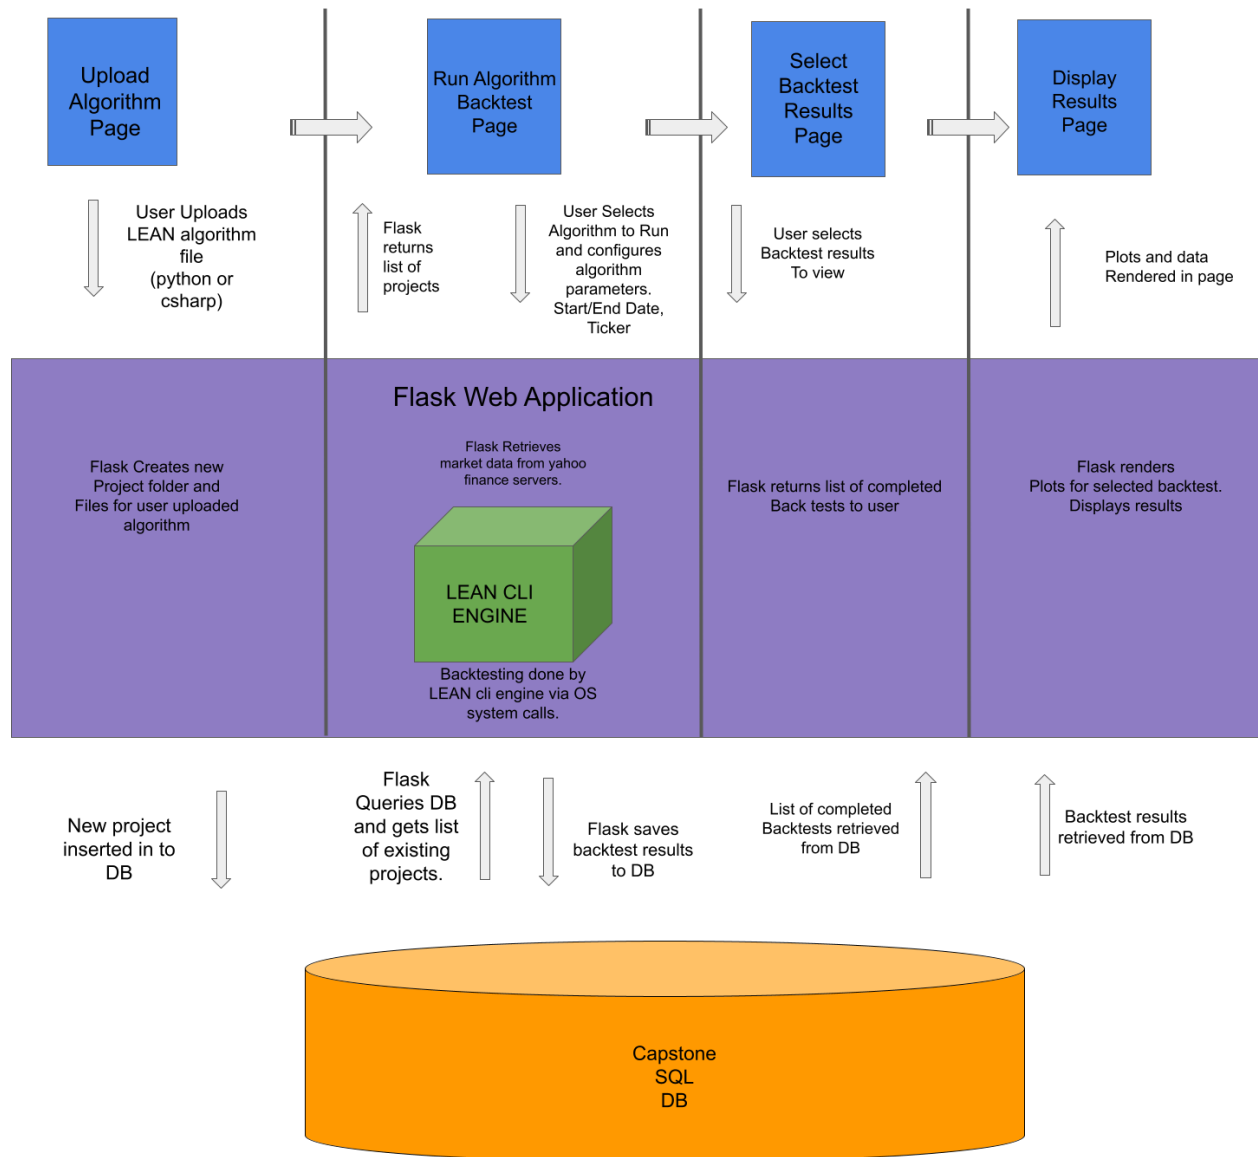 Upload
Algorithm
Page
Run Algorithm
Backtest
Page
Select
Backtest
Results
Page
Display
Results
Page
User Uploads
LEAN algorithm
file
(python or
csharp)
Flask
returns
list of
projects
User Selects
Algorithm to Run
and configures
algorithm
parameters.
Start/End Date,
Ticker
User selects
Backtest results
To view
Plots and data
Rendered in page
Flask Web Application
Flask Creates new
Project folder and
Files for user uploaded
algorithm
Flask Retrieves
market data from yahoo
finance servers.
LEAN CLI
ENGINE
Backtesting done by
LEAN cli engine via OS
system calls.
Flask returns list of completed
Back tests to user
Flask renders
Plots for selected backtest.
Displays results
New project
inserted in to
DB
Flask
Queries DB
and gets list
of existing
projects.
Flask saves
backtest results
to DB
List of completed
Backtests retrieved
from DB
Backtest results
retrieved from DB
Capstone
SQL
DB